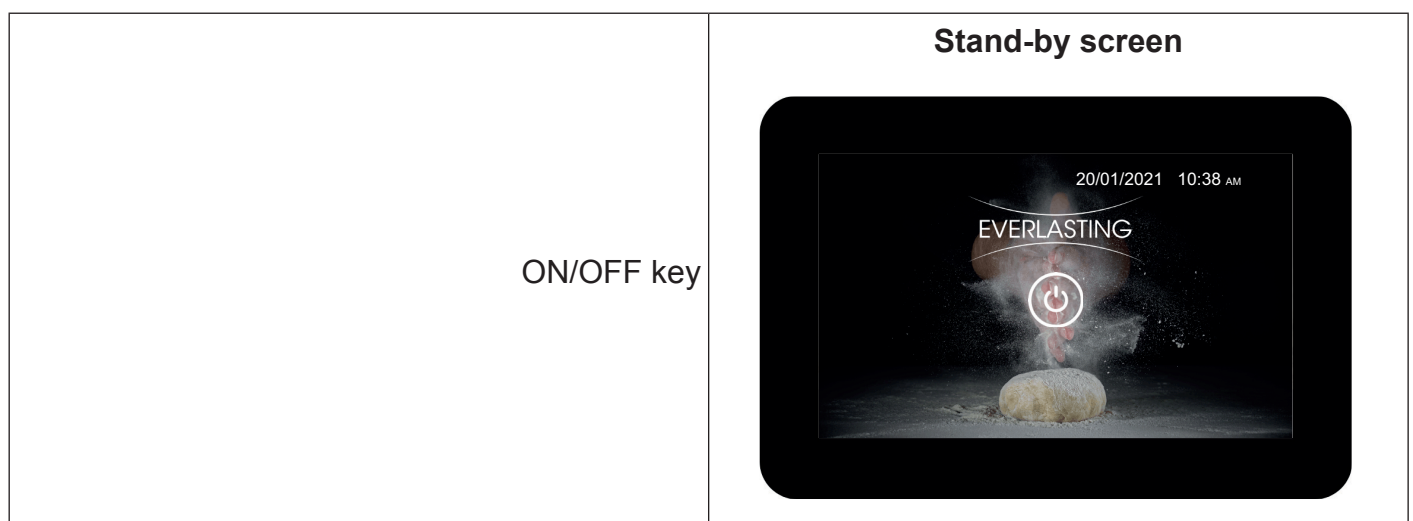 Stand-by screen
20/01/2021 10:38 AM
EVERLASTING
ON/OFF key